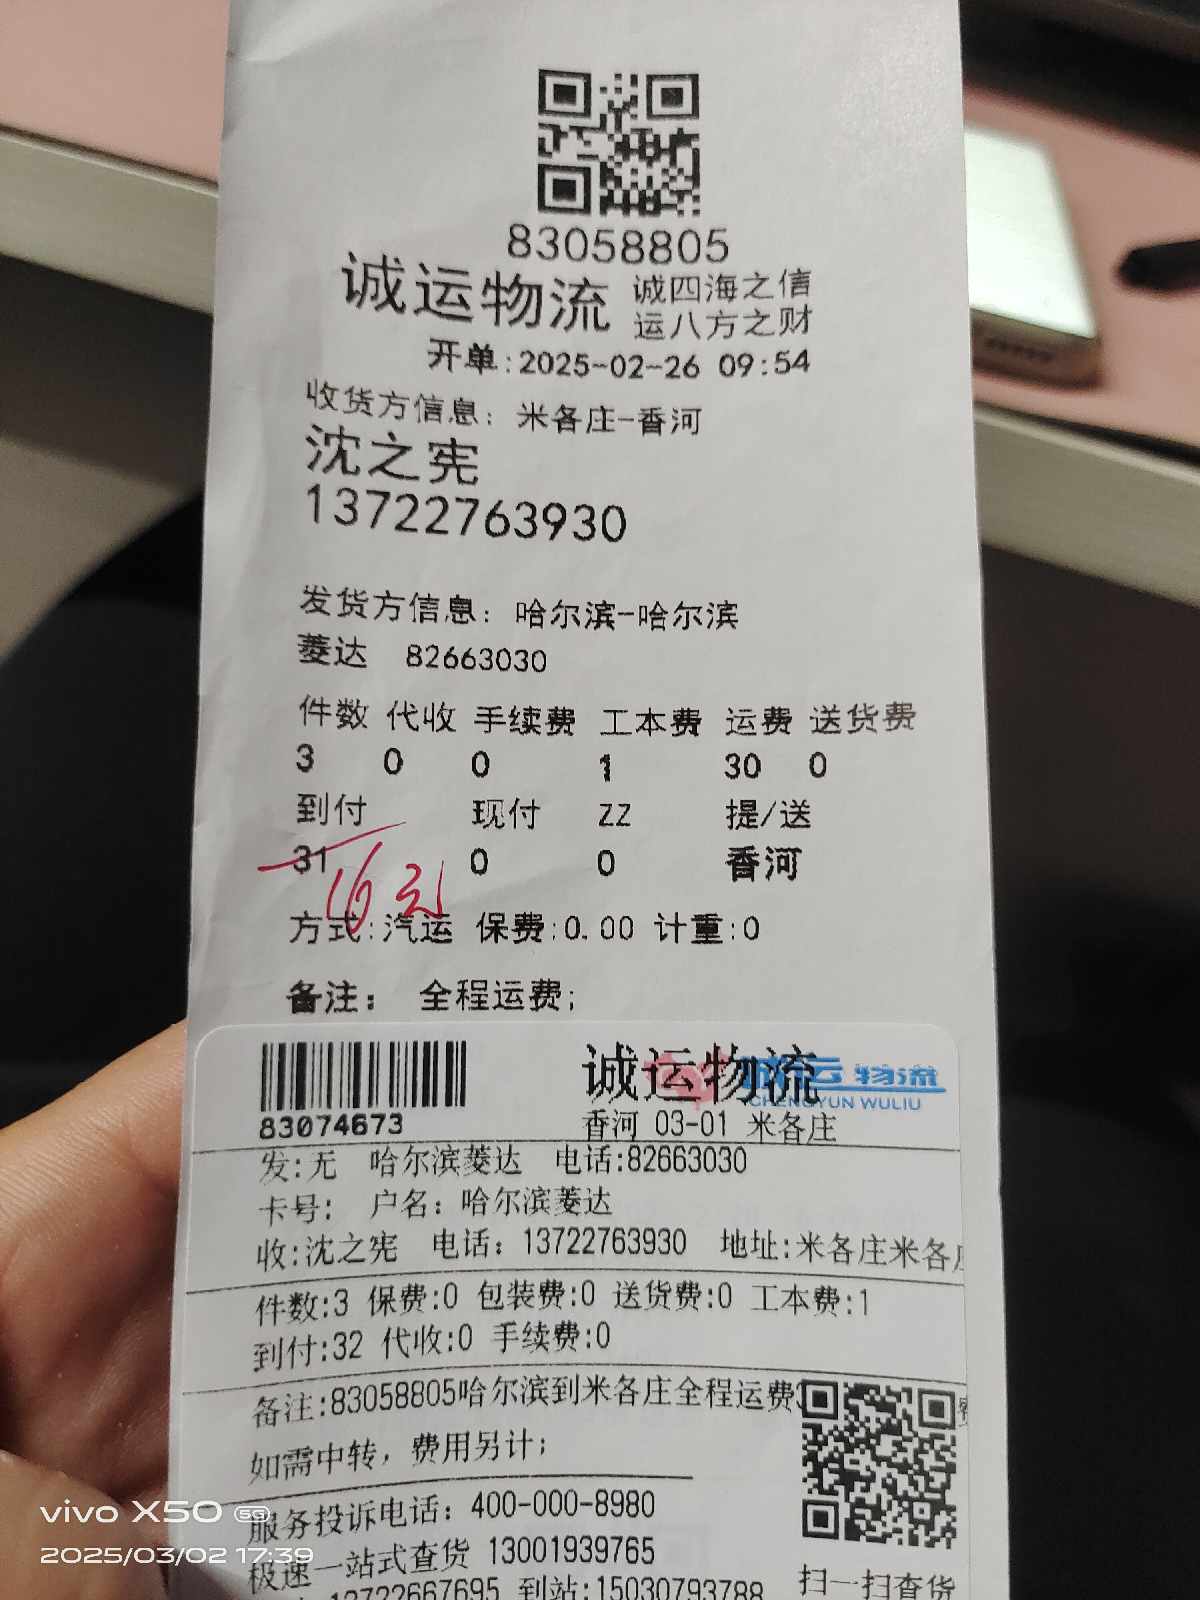 83058805
诚运物流 诚四海之信
运八方之财
开单:2025-02-26 09:54
收货方信息: 米各庄-香河
沈之宪
13722763930
发货方信息: 哈尔滨-哈尔滨
菱达 82663030
件数 代收 手续费 工本费 运费 送货费
3 0 0 1 30 0
到付 现付 ZZ 提/送
31 0 0 香河
元
方式:汽运 保费:0.00 计重:0
备注: 全程运费;
诚运物流 物流
CHENGYUN WULIU
83074673 香河 03-01 米各庄
发:无 哈尔滨菱达 电话:82663030
卡号: 户名: 哈尔滨菱达
收:沈之宪 电话: 13722763930 地址:米各庄米各
件数:3 保费:0 包装费:0 送货费:0 工本费:1
到付:32 代收:0 手续费:0
备注:83058805哈尔滨到米各庄全程运费
如需中转, 费用另计;
服务投诉电话: 400-000-8980
极速一站式查货 13001939765
13722667695 到站:15030793788 扫一扫查货
vivo X50 5G
2025/03/02 17:39